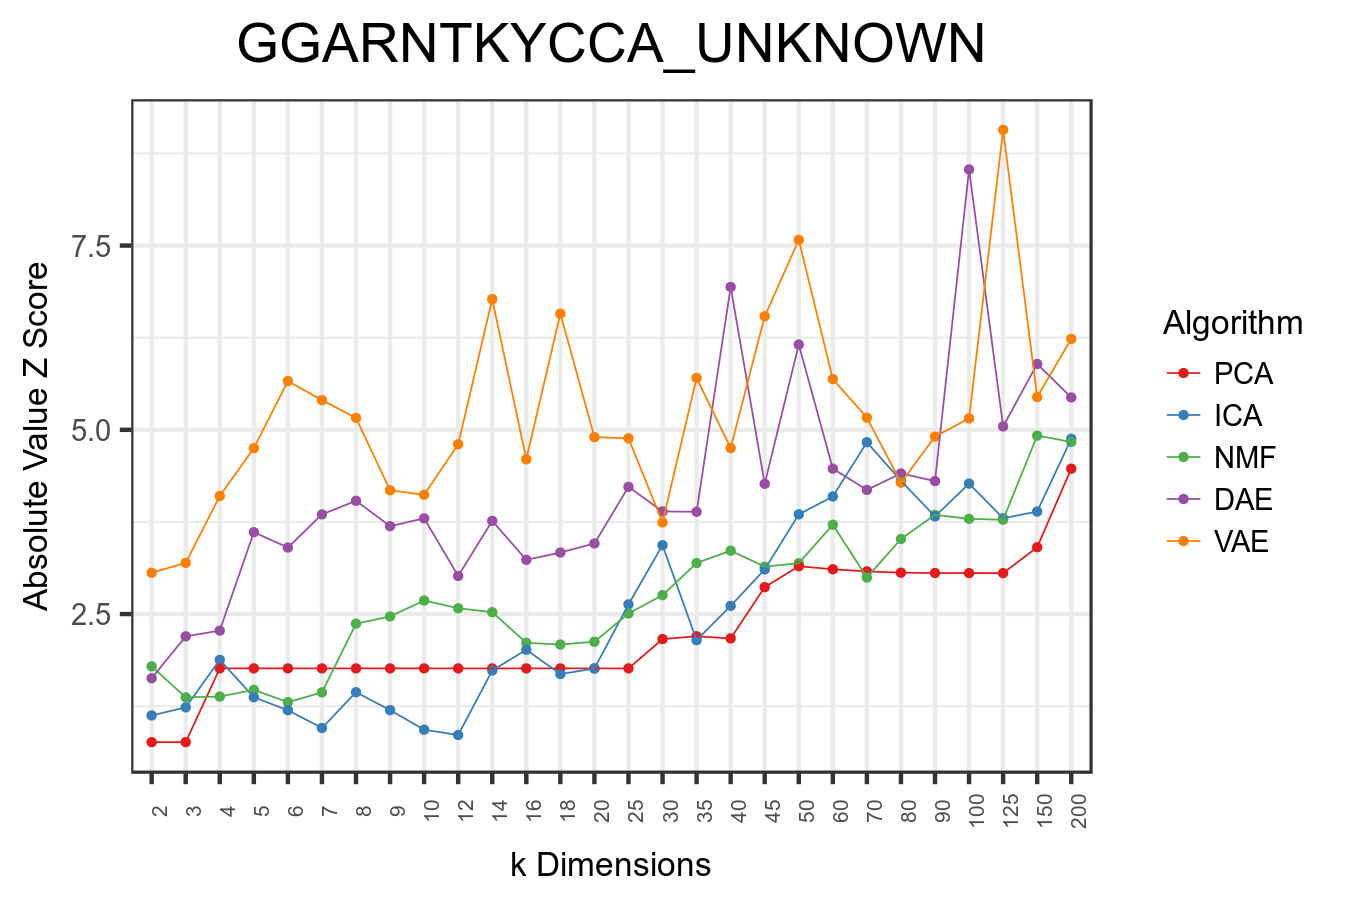 GGARNTKYCCA_UNKNOWN
Absolute Value Z Score
7.5
5.0
2.5
2 3 4 5 6 7 8 9 10 12 14 16 18 20 25 30 35 40 45 50 60 70 80 90 100 125 150 200
k Dimensions
Algorithm
PCA
ICA
NMF
DAE
VAE